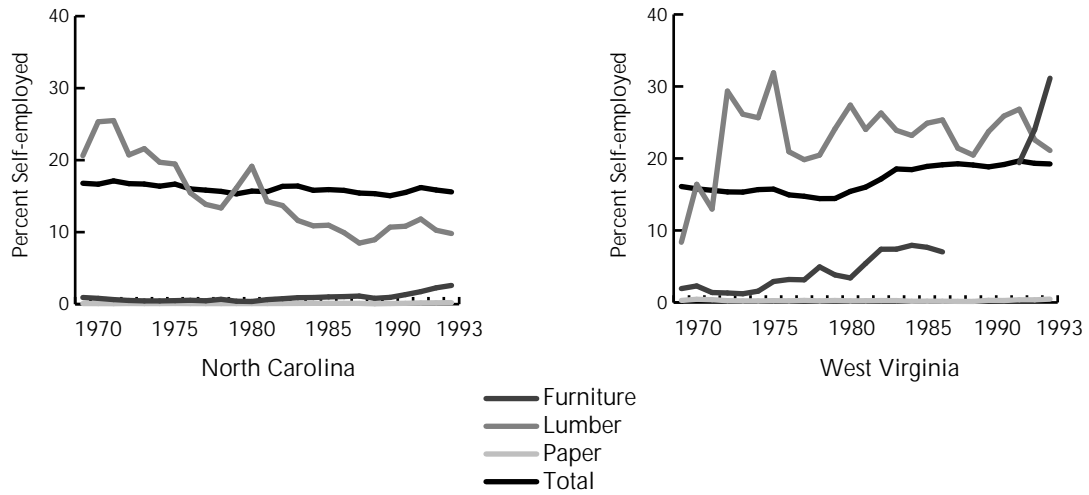 Percent Self-employed
40
30
20
10
0
1970 1975 1980 1985 1990 1993
North Carolina
Percent Self-employed
40
30
20
10
0
1970 1975 1980 1985 1990 1993
West Virginia
Furniture
Lumber
Paper
Total